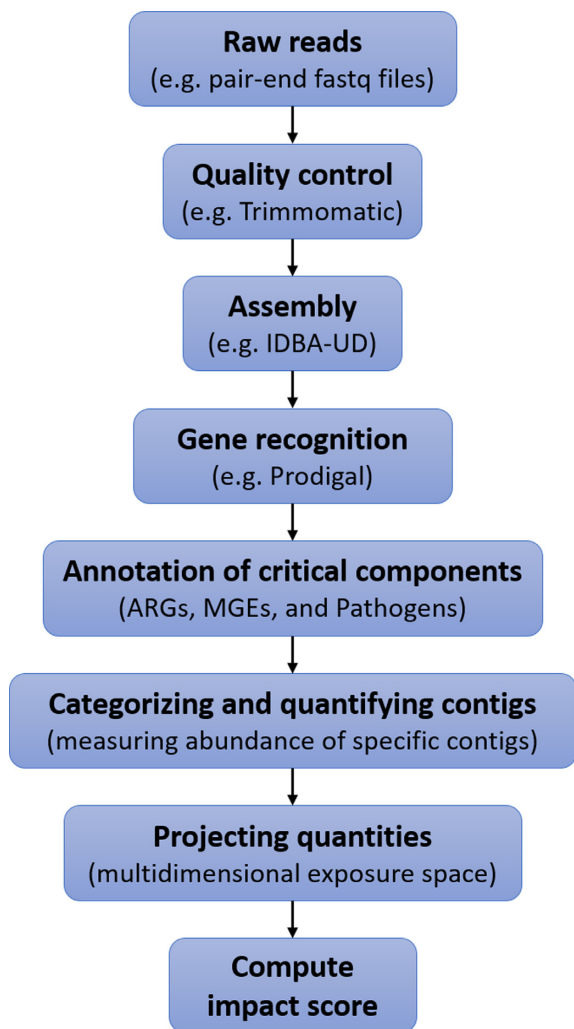 Raw reads
(e.g. pair-end fastq files)
Quality control
(e.g. Trimmomatic)
Assembly
(e.g. IDBA-UD)
Gene recognition
(e.g. Prodigal)
Annotation of critical components
(ARGs, MGEs, and Pathogens)
Categorizing and quantifying contigs
(measuring abundance of specific contigs)
Projecting quantities
(multidimensional exposure space)
Compute
impact score